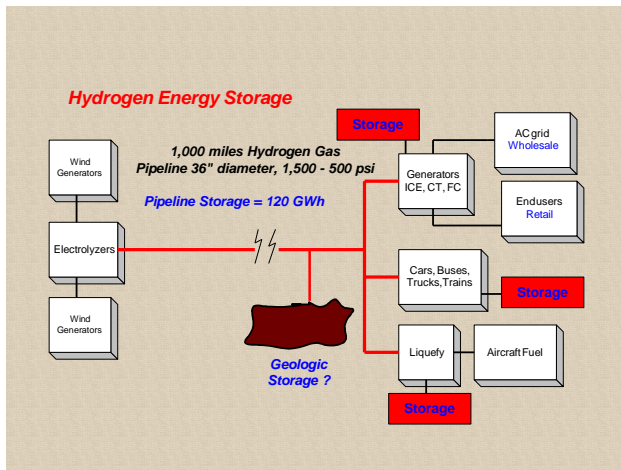 Hydrogen Energy Storage
1,000 miles Hydrogen Gas
Pipeline 36" diameter, 1,500 - 500 psi
Pipeline Storage = 120 GWh
Wind
Generators
Electrolyzers
Wind
Generators
Geologic
Storage ?
Storage
Generators
ICE, CT, FC
AC grid
Wholesale
Endusers
Retail
Cars, Buses,
Trucks,Trains
Storage
Liquefy
Aircraft Fuel
Storage